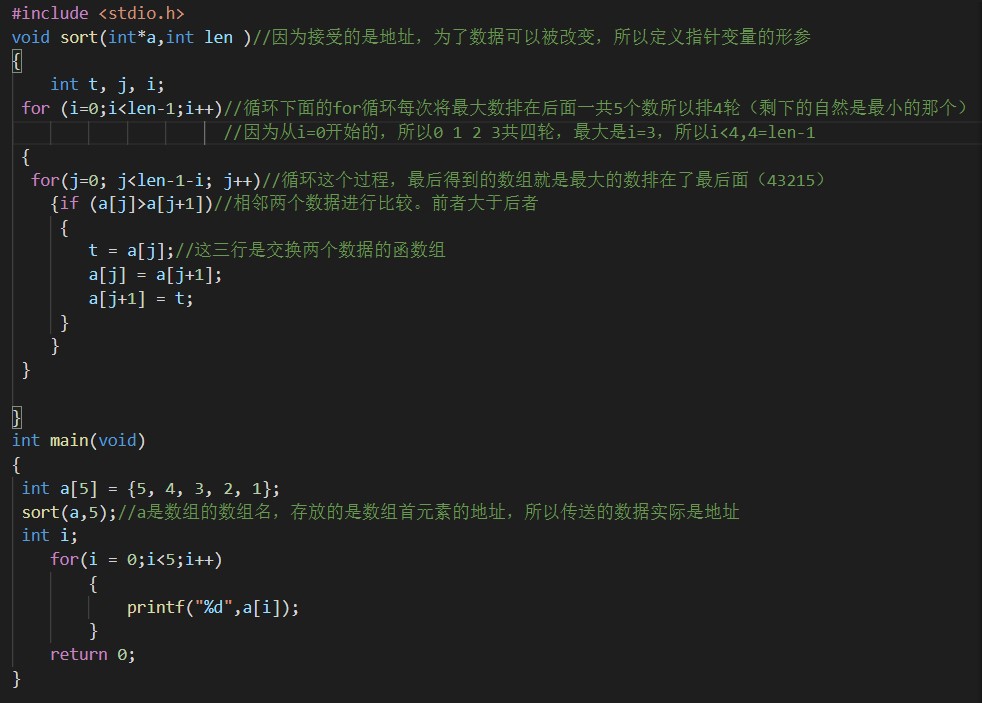 #include <stdio.h>
void sort(int*a,int len )//因为接受的是地址，为了数据可以被改变，所以定义指针变量的形参
{
    int t, j, i;
 for (i=0;i<len-1;i++)//循环下面的for循环每次将最大数排在后面一共5个数所以排4轮（剩下的自然是最小的那个）
                      //因为从i=0开始的，所以0 1 2 3共四轮，最大是i=3，所以i<4,4=len-1
 {
  for(j=0; j<len-1-i; j++)//循环这个过程，最后得到的数组就是最大的数排在了最后面（43215）
    {if (a[j]>a[j+1])//相邻两个数据进行比较。前者大于后者
     {
        t = a[j];//这三行是交换两个数据的函数组
        a[j] = a[j+1];
        a[j+1] = t;
     }
    }
 }
}
int main(void)
{
 int a[5] = {5, 4, 3, 2, 1};
 sort(a,5);//a是数组的数组名，存放的是数组首元素的地址，所以传送的数据实际是地址
 int i;
    for(i = 0;i<5;i++)
        {
            printf("%d",a[i]);
        }
    return 0;
}